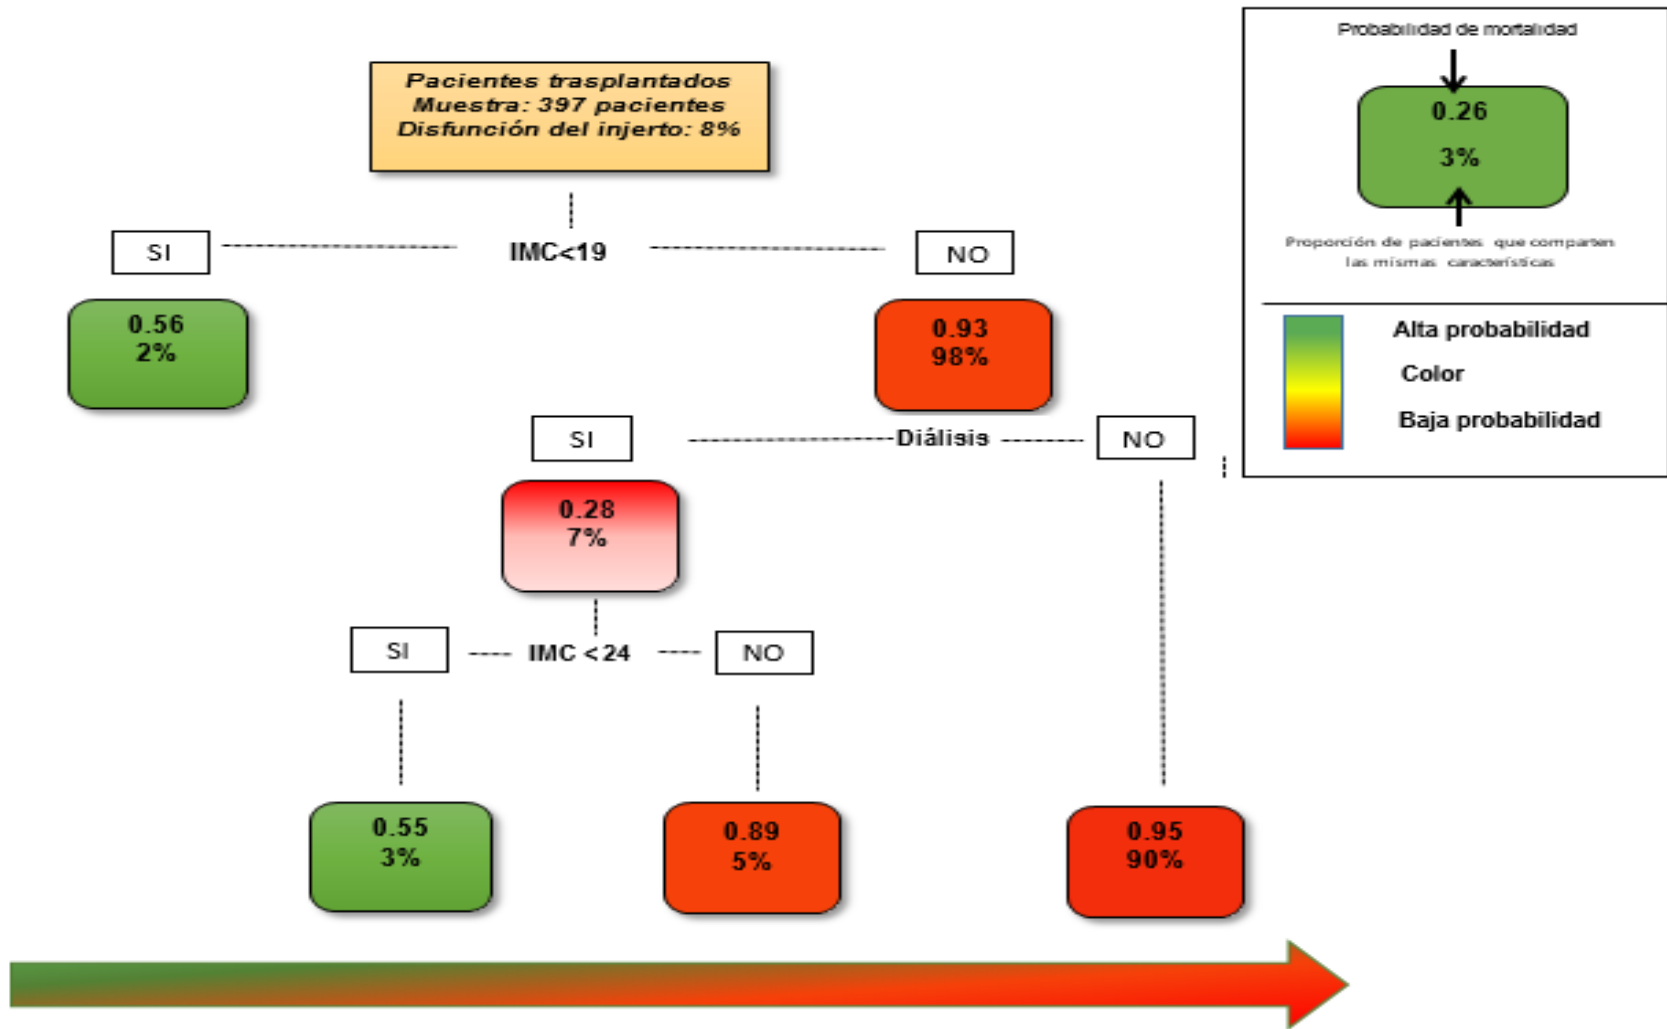 Pacientes trasplantados
Muestra: 397 pacientes
Disfunción del injerto: 8%
SI
IMC<19
NO
0.56
2%
0.93
98%
SI
Diálisis
NO
0.28
7%
SI
IMC <24
NO
0.55
3%
0.89
5%
0.95
90%
Probabilidad de mortalidad
0.26
3%
Proporción de pacientes que comparten
las mismas características
Alta probabilidad
Color
Baja probabilidad